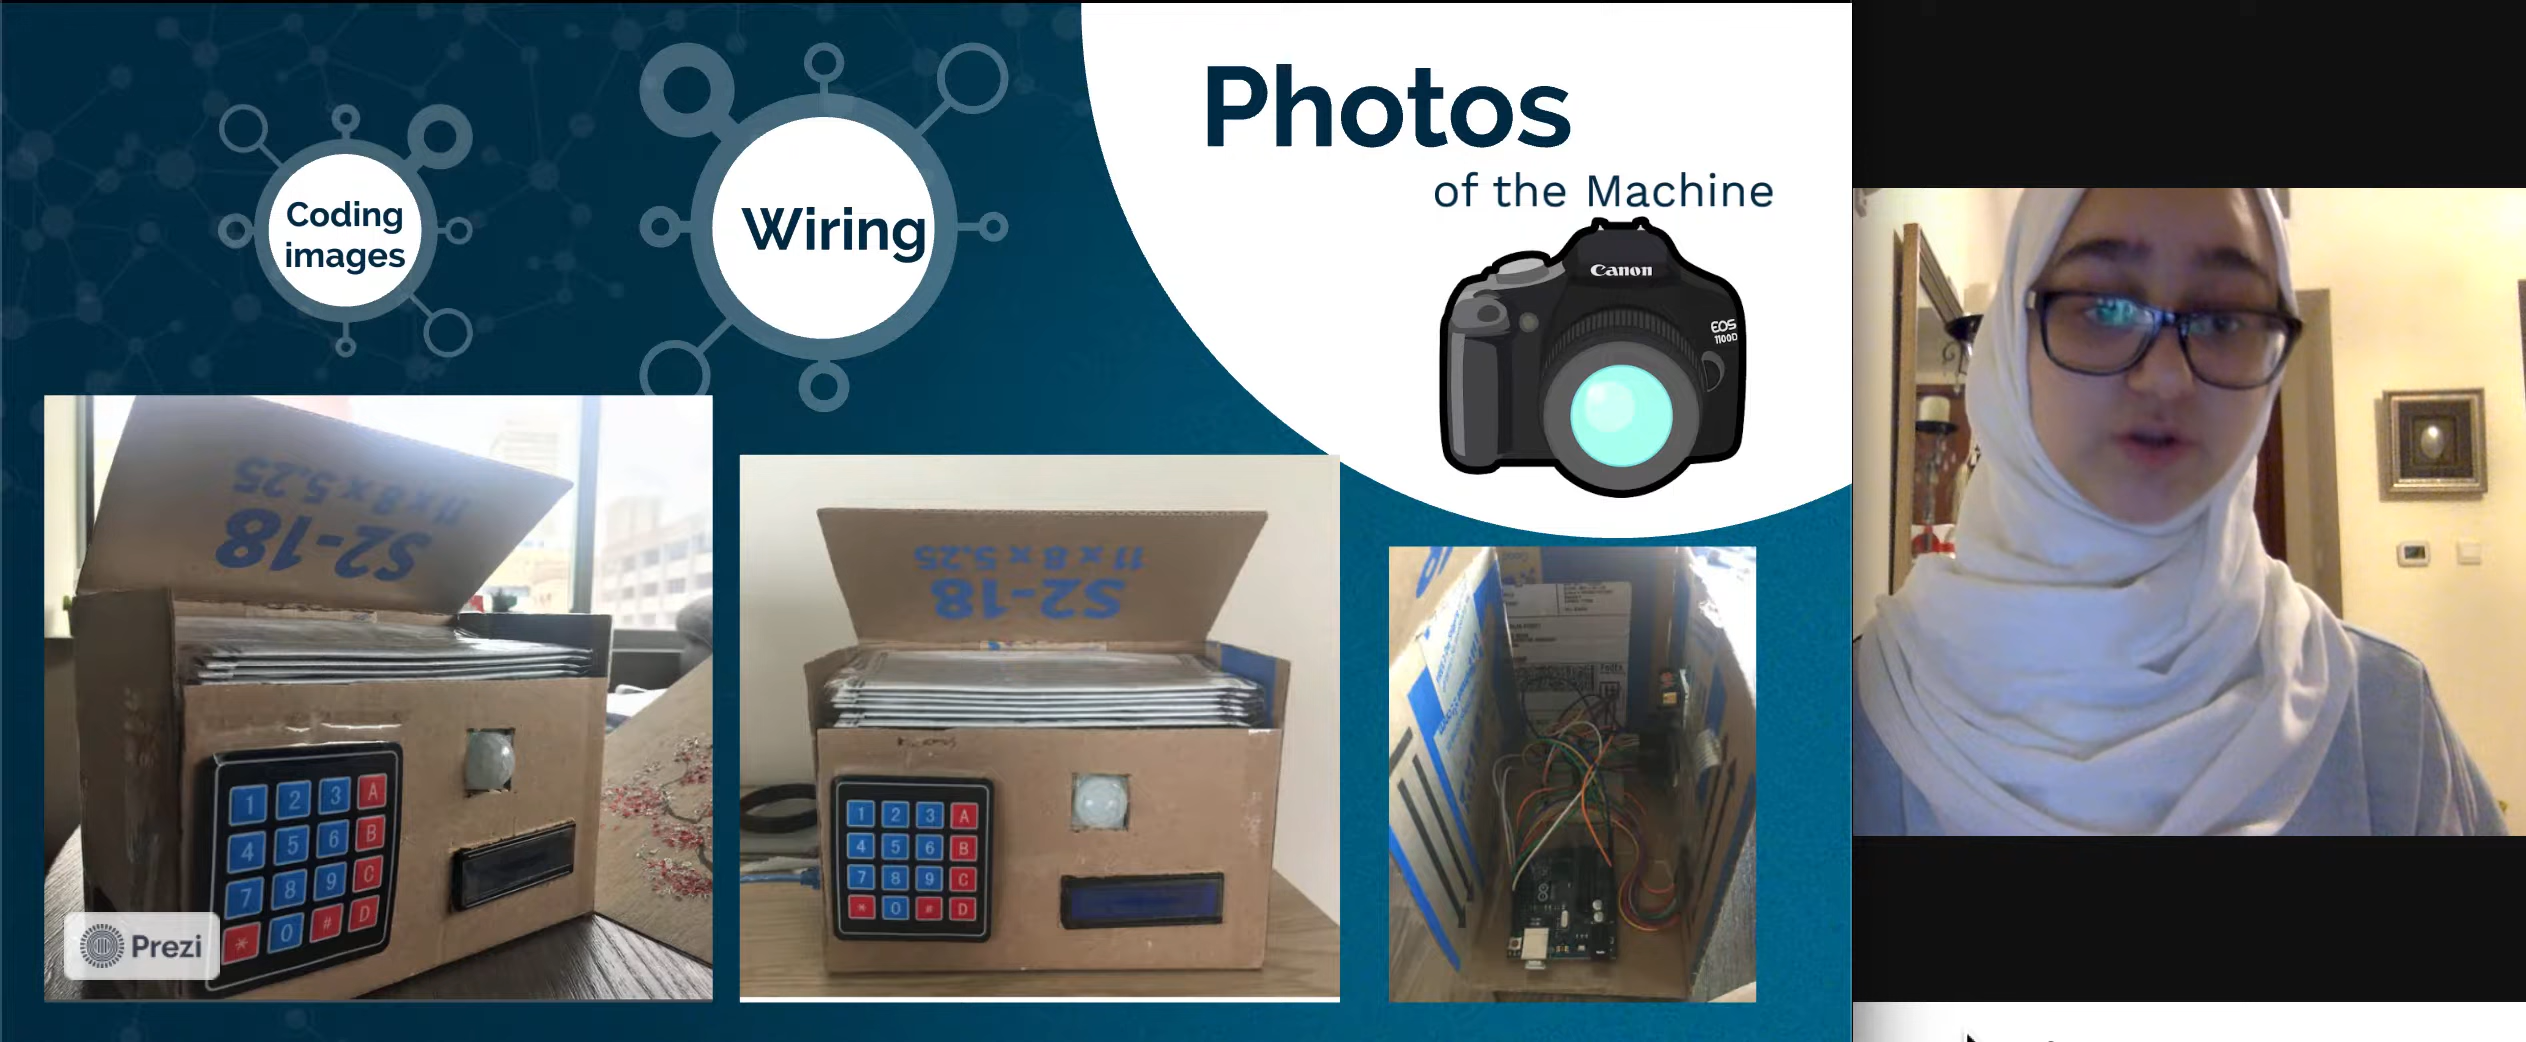 Photos
of the Machine
Coding
images
Wiring
Canon
EOS
1100D
S2-18
11 x 8 x 5.25
1 2 3 A
4 5 6 B
7 8 9 C
* 0 # D
Prezi
S2-18
11 x 8 x 5.25
1 2 3 A
4 5 6 B
7 8 9 C
* 0 # D
FedEx